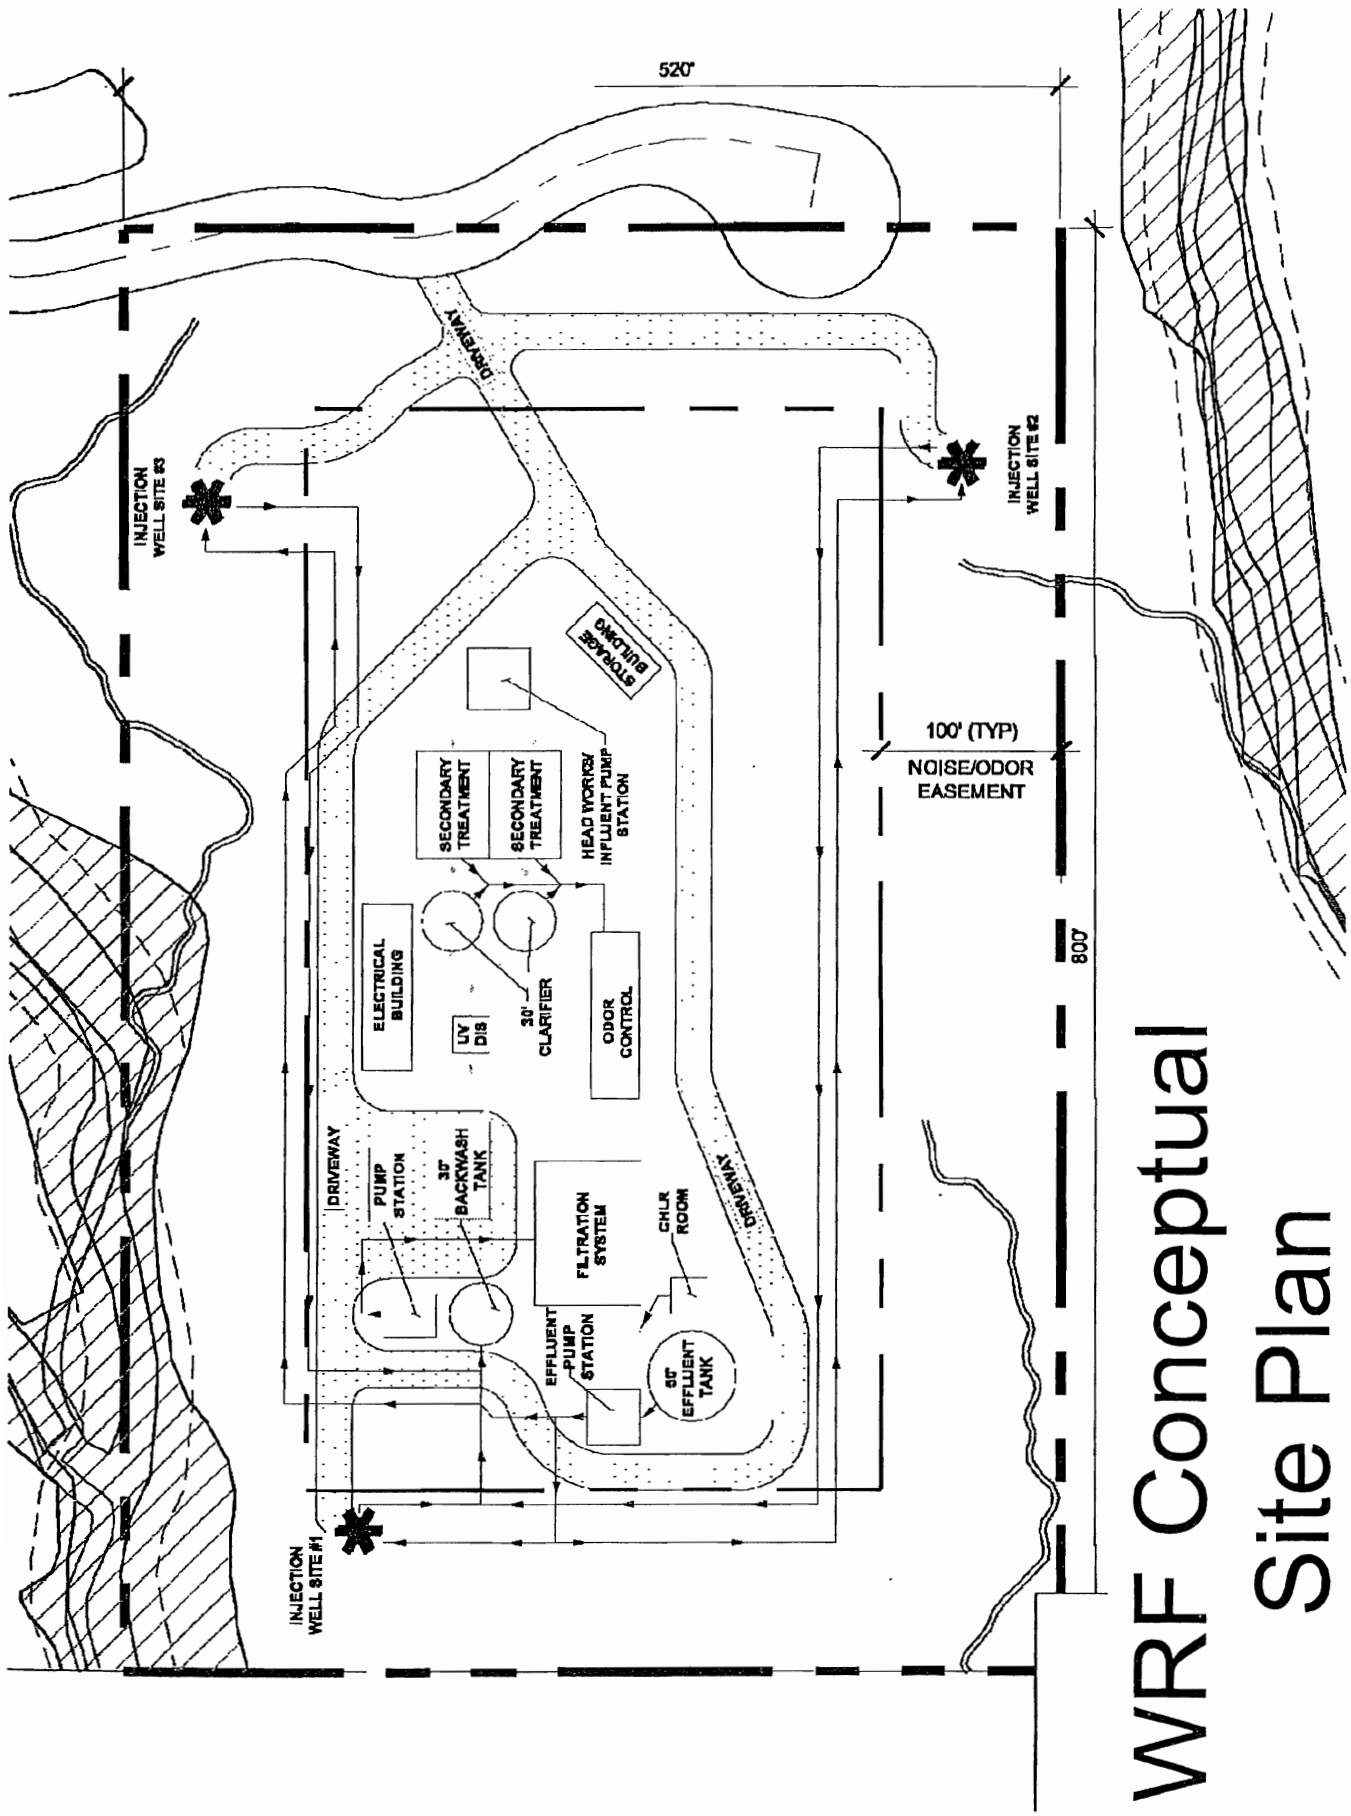 520'
INJECTION
WELL SITE #3
DRIVEWAY
INJECTION
WELL SITE #2
STORAGE
BUILDING
100' (TYP)
NOISE/ODOR
EASEMENT
SECONDARY
TREATMENT
SECONDARY
TREATMENT
HEAD WORKS/
INFLUENT PUMP
STATION
800'
ELECTRICAL
BUILDING
UV
DIS
30'
CLARIFIER
ODOR
CONTROL
DRIVEWAY
PUMP
STATION
30'
BACKWASH
TANK
FILTRATION
SYSTEM
CHLR
ROOM
DRIVEWAY
EFFLUENT
PUMP
STATION
EFFLUENT
TANK
INJECTION
WELL SITE #1
WRF Conceptual
Site Plan